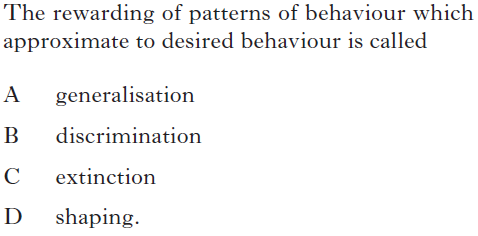 The rewarding of patterns of behaviour which
approximate to desired behaviour is called
A generalisation
B discrimination
C extinction
D shaping.